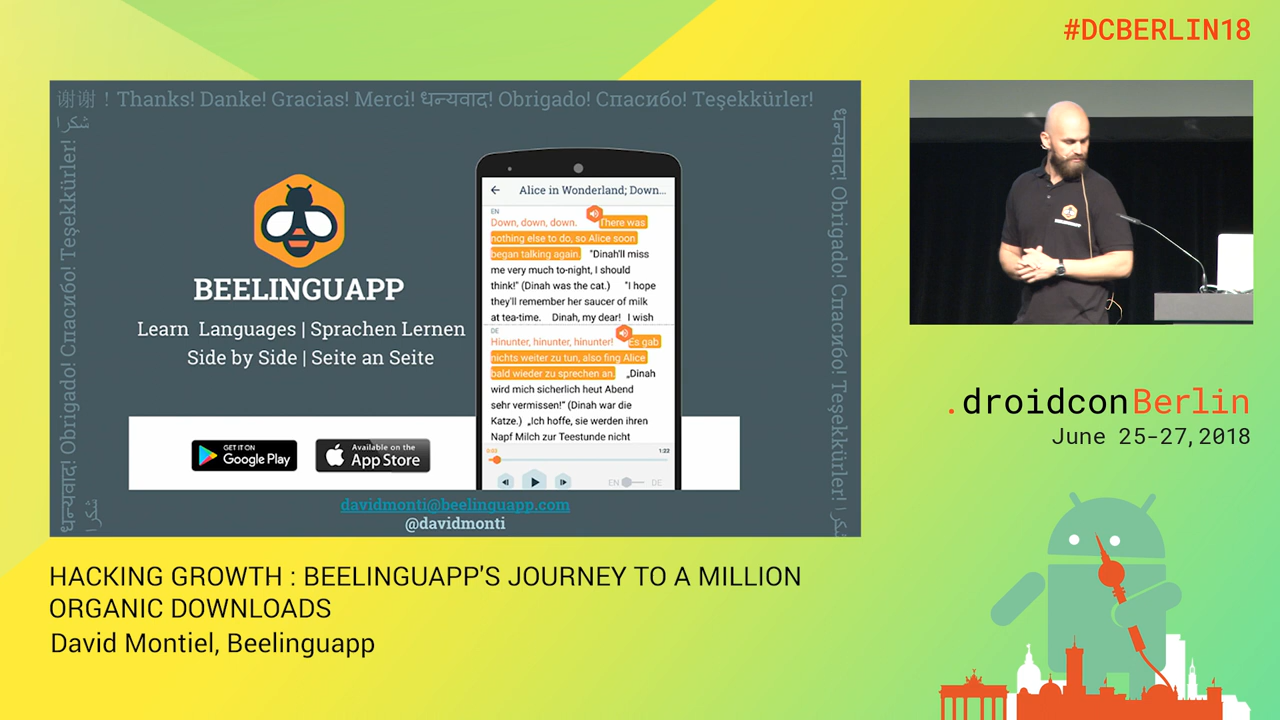 #DCBERLIN18
谢谢！Thanks! Danke! Gracias! Merci! धन्यवाद! Obrigado! Спасибо! Teşekkürler!
شكرا
धन्यवाद! Obrigado! Спасибо! Teşekkürler!
شكرا
धन्यवाद! Obrigado! Спасибо! Teşekkürler!
شكرا
BEELINGUAPP
Learn Languages | Sprachen Lernen
Side by Side | Seite an Seite
GET IT ON
Google Play
Available on the
App Store
Alice in Wonderland; Down...
EN
Down, down, down. There was
nothing else to do, so Alice soon
began talking again. "Dinah'll miss
me very much to-night, I should
think!" (Dinah was the cat.) "I hope
they'll remember her saucer of milk
at tea-time. Dinah, my dear! I wish
DE
Hinunter, hinunter, hinunter! Es gab
nichts weiter zu tun, also fing Alice
bald wieder zu sprechen an. „Dinah
wird mich sicherlich heut Abend
sehr vermissen!“ (Dinah war die
Katze.) „Ich hoffe, sie werden ihren
Napf Milch zur Teestunde nicht
0:03 1:22
EN DE
davidmonti@beelinguapp.com
@davidmonti
.droidconBerlin
June 25-27,2018
HACKING GROWTH : BEELINGUAPP'S JOURNEY TO A MILLION
ORGANIC DOWNLOADS
David Montiel, Beelinguapp